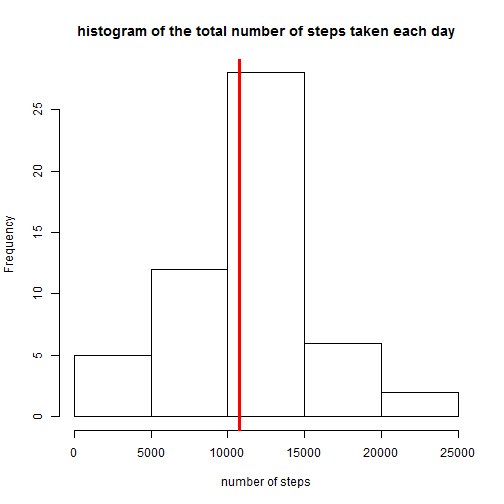 histogram of the total number of steps taken each day
Frequency
25
20
15
10
5
0
0 5000 10000 15000 20000 25000
number of steps